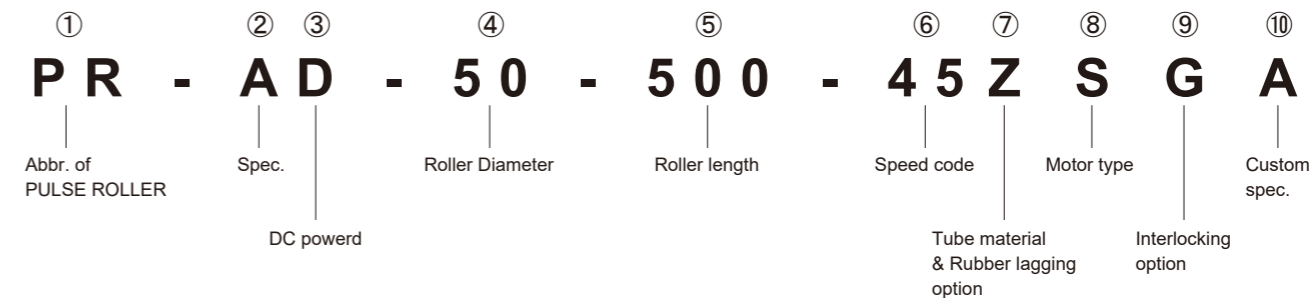 ① ② ③ ④ ⑤ ⑥ ⑦ ⑧ ⑨ ⑩
PR - AD - 50 - 500 - 45Z S G A
Abbr. of
PULSE ROLLER
Spec.
Roller Diameter
Roller length
Speed code
Motor type
Custom
spec.
DC powerd
Tube material
& Rubber lagging
option
Interlocking
option